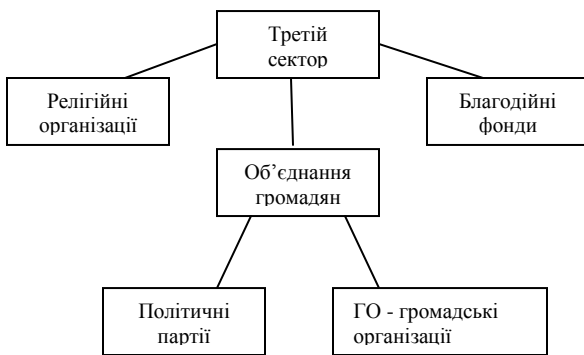 Третій
сектор
Релігійні
організації
Благодійні
фонди
Об’єднання
громадян
Політичні
партії
ГО - громадські
організації